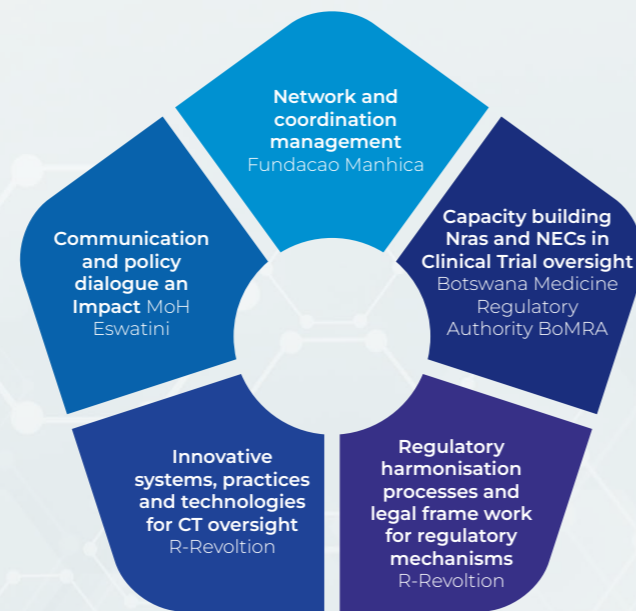 Network and
coordination
management
Fundacao Manhica
Capacity building
Nras and NECs in
Clinical Trial oversight
Botswana Medicine
Regulatory
Authority BoMRA
Regulatory
harmonisation
processes and
legal frame work
for regulatory
mechanisms
R-Revoltion
Innovative
systems, practices
and technologies
for CT oversight
R-Revoltion
Communication
and policy
dialogue an
Impact MoH
Eswatini